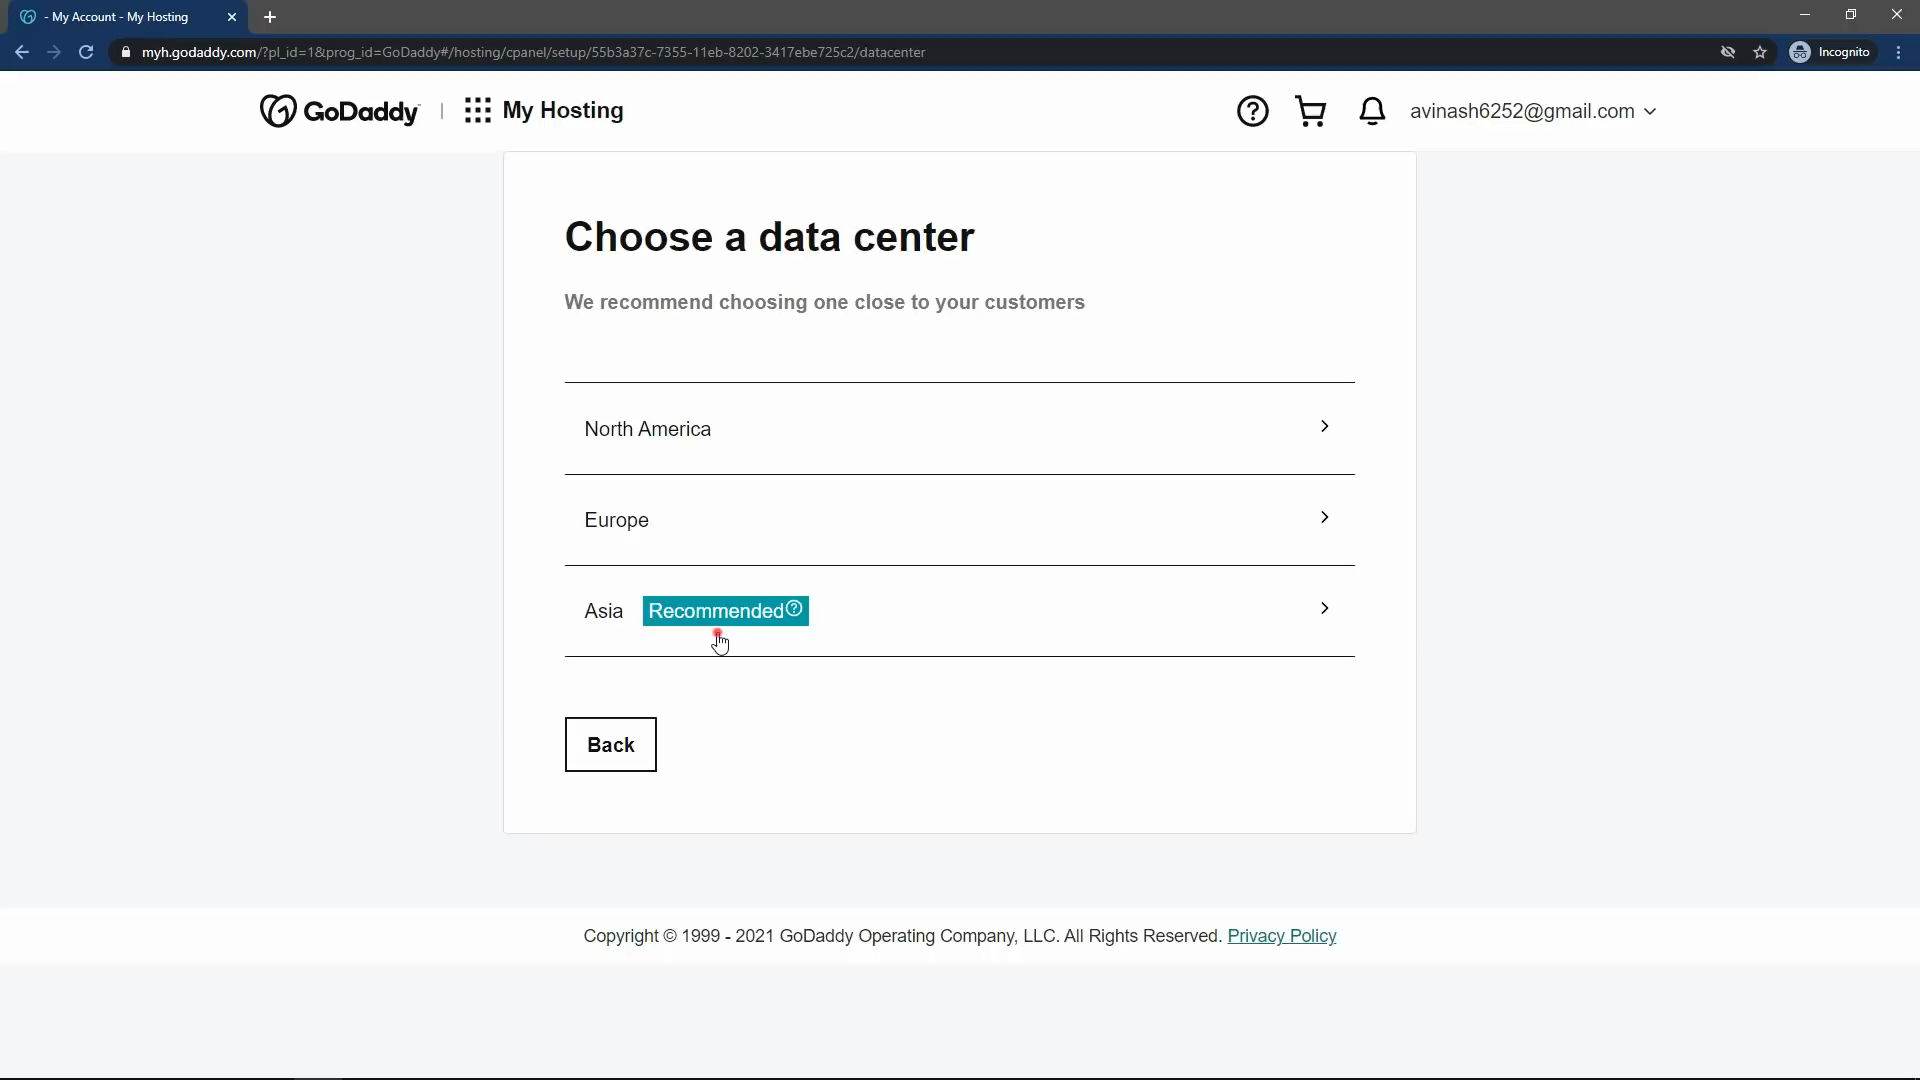 - My Account - My Hosting
myh.godaddy.com/?pl_id=1&prog_id=GoDaddy#/hosting/cpanel/setup/55b3a37c-7355-11eb-8202-3417ebe725c2/datacenter
Incognito
GoDaddy | My Hosting
avinash6252@gmail.com
Choose a data center
We recommend choosing one close to your customers
North America
Europe
Asia Recommended
Back
Copyright © 1999 - 2021 GoDaddy Operating Company, LLC. All Rights Reserved. Privacy Policy